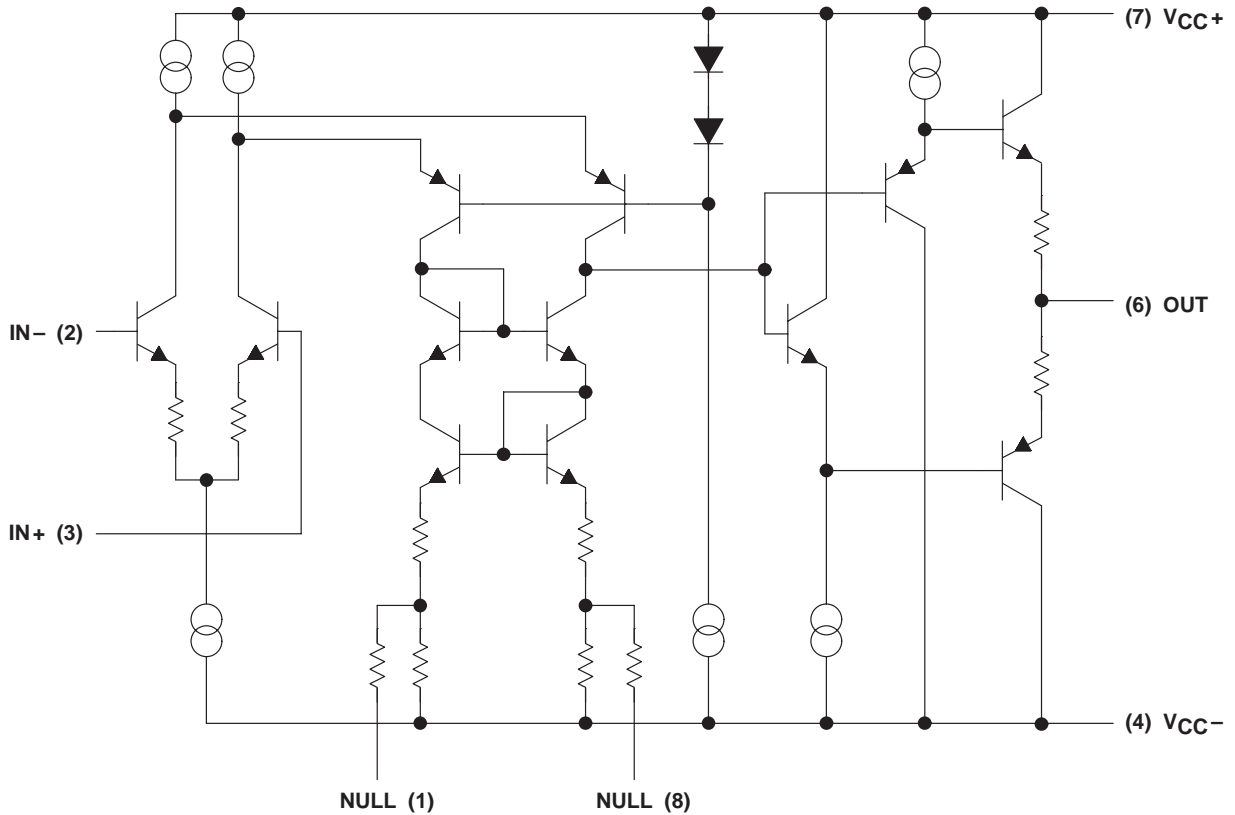 (7) VCC+
IN− (2)
(6) OUT
IN+ (3)
(4) VCC−
NULL (1)
NULL (8)